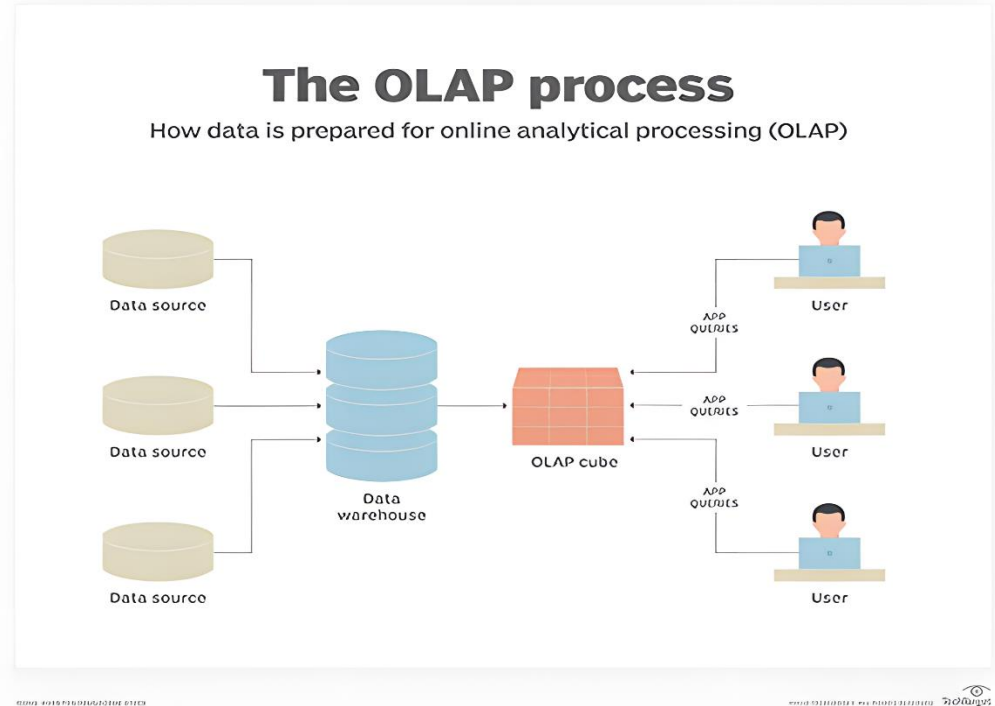 The OLAP process
How data is prepared for online analytical processing (OLAP)
Data source
User
APP
QUERIES
APP
QUERIES
Data source
User
OLAP cube
Data
warehouse
APP
QUERIES
Data source
User
TechTarget